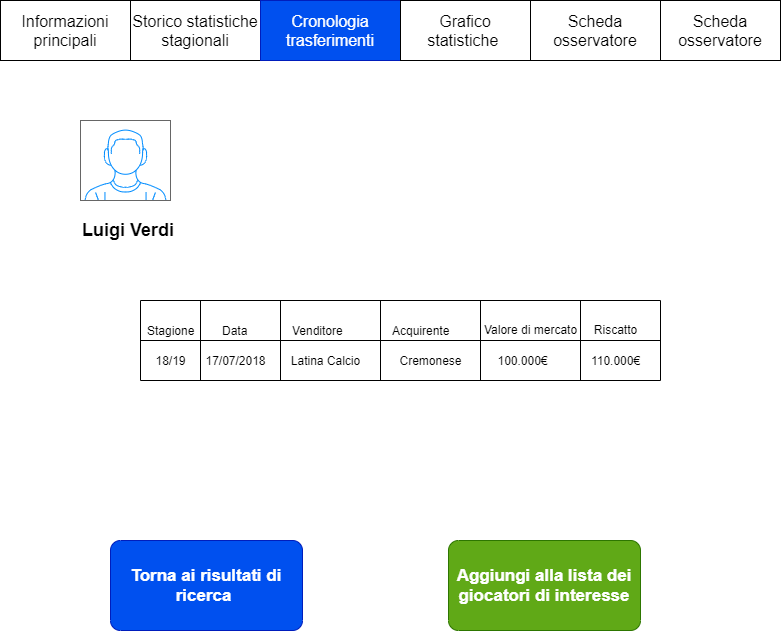 Informazioni
principali
Storico statistiche
stagionali
Cronologia
trasferimenti
Grafico
statistiche
Scheda
osservatore
Scheda
osservatore
Luigi Verdi
Stagione Data Venditore Acquirente Valore di mercato Riscatto
18/19 17/07/2018 Latina Calcio Cremonese 100.000€ 110.000€
Torna ai risultati di
ricerca
Aggiungi alla lista dei
giocatori di interesse